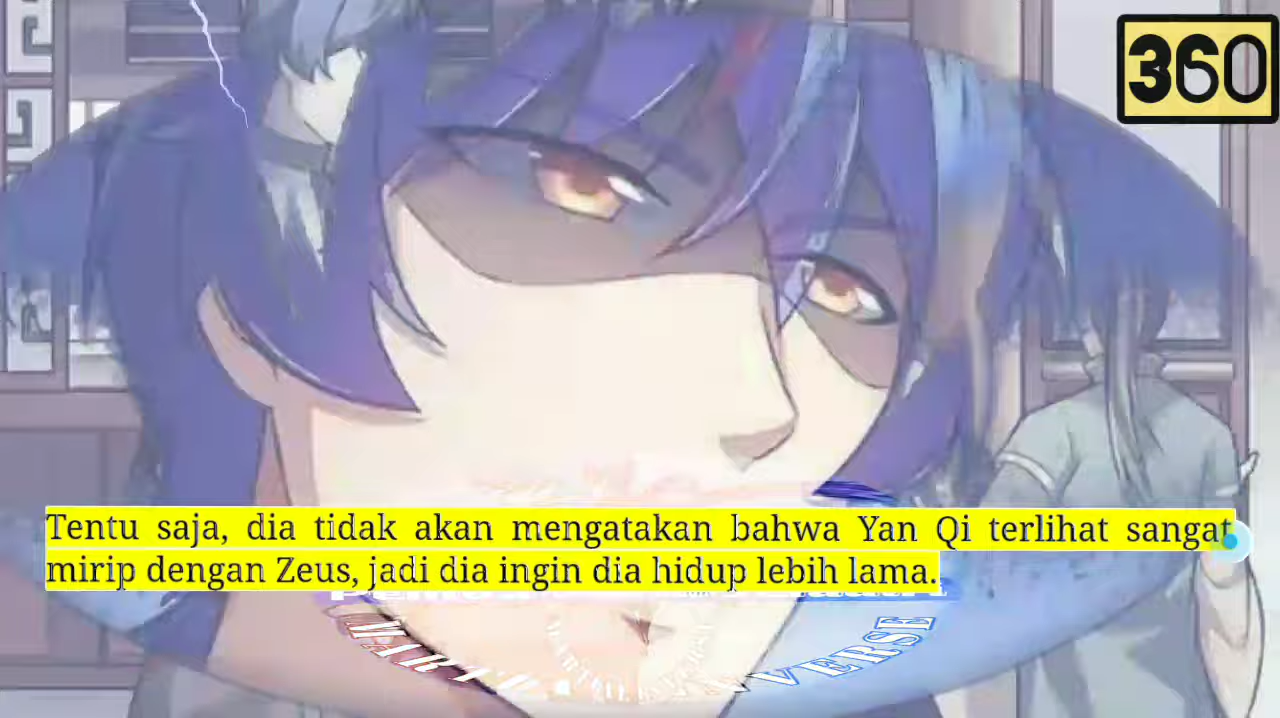 360
Tentu saja, dia tidak akan mengatakan bahwa Yan Qi terlihat sangat
mirip dengan Zeus, jadi dia ingin dia hidup lebih lama.
VERSE